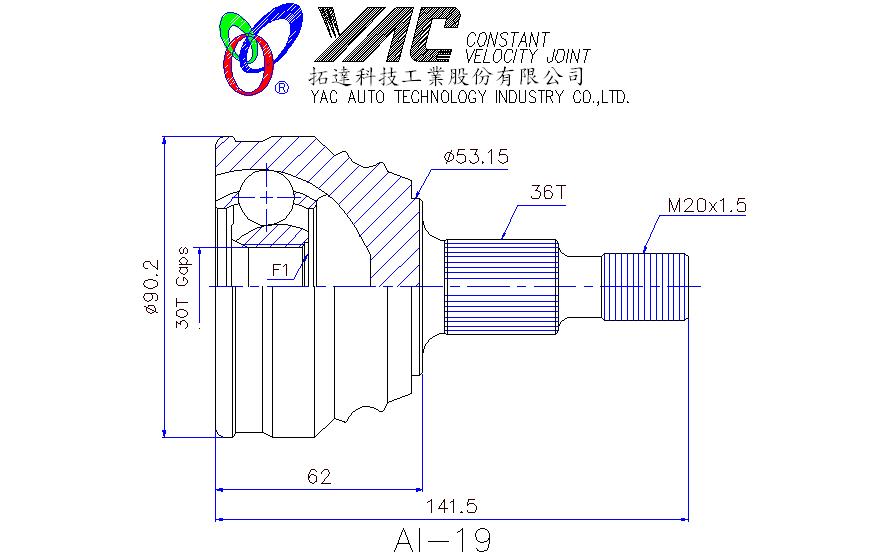 YAC CONSTANT
VELOCITY JOINT
®
拓達科技工業股份有限公司
YAC AUTO TECHNOLOGY INDUSTRY CO.,LTD.
ø53.15
36T
M20x1.5
ø90.2
30T Gaps
F1
62
141.5
AI-19